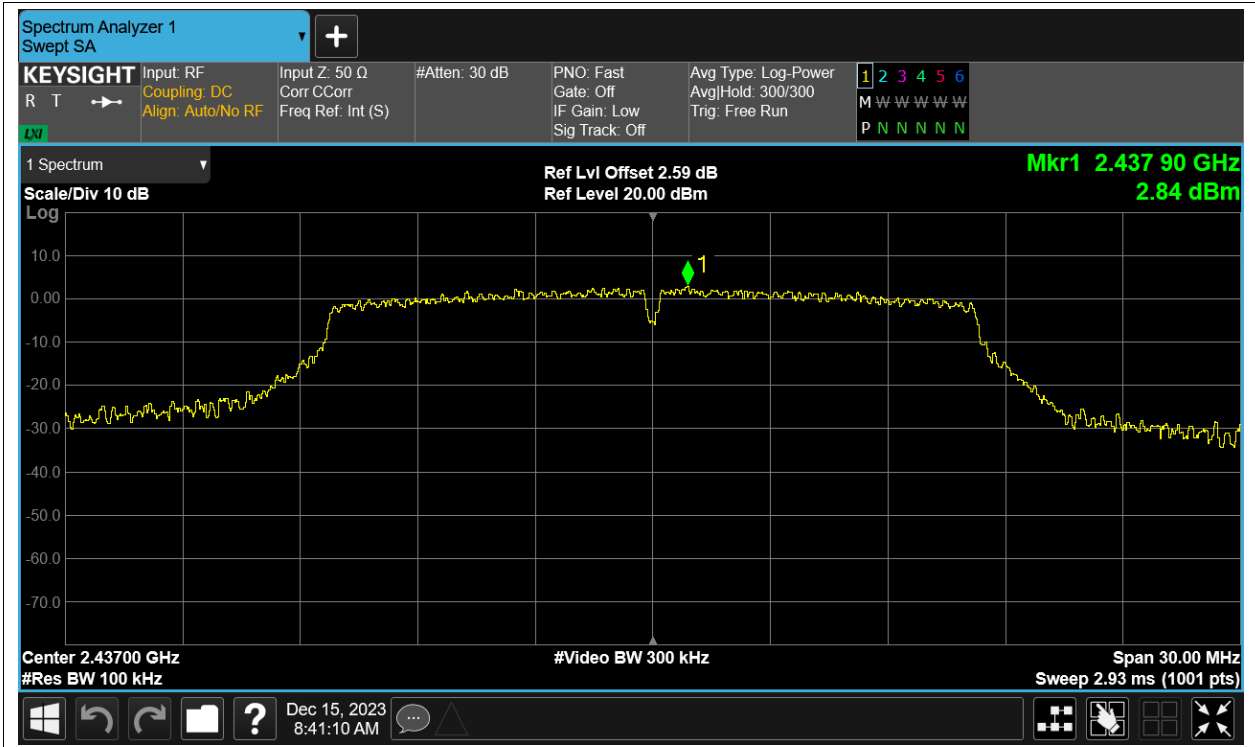 Spectrum Analyzer 1
Swept SA
+
KEYSIGHT
R T
LXI
Input: RF
Coupling: DC
Align: Auto/No RF
Input Z: 50 Ω
Corr CCorr
Freq Ref: Int (S)
#Atten: 30 dB
PNO: Fast
Gate: Off
IF Gain: Low
Sig Track: Off
Avg Type: Log-Power
Avg|Hold: 300/300
Trig: Free Run
1 2 3 4 5 6
M W W W W W
P N N N N N
1 Spectrum
Scale/Div 10 dB
Log
Ref Lvl Offset 2.59 dB
Ref Level 20.00 dBm
Mkr1 2.437 90 GHz
2.84 dBm
1
10.0
0.00
-10.0
-20.0
-30.0
-40.0
-50.0
-60.0
-70.0
Center 2.43700 GHz
#Res BW 100 kHz
#Video BW 300 kHz
Span 30.00 MHz
Sweep 2.93 ms (1001 pts)
?
Dec 15, 2023
8:41:10 AM